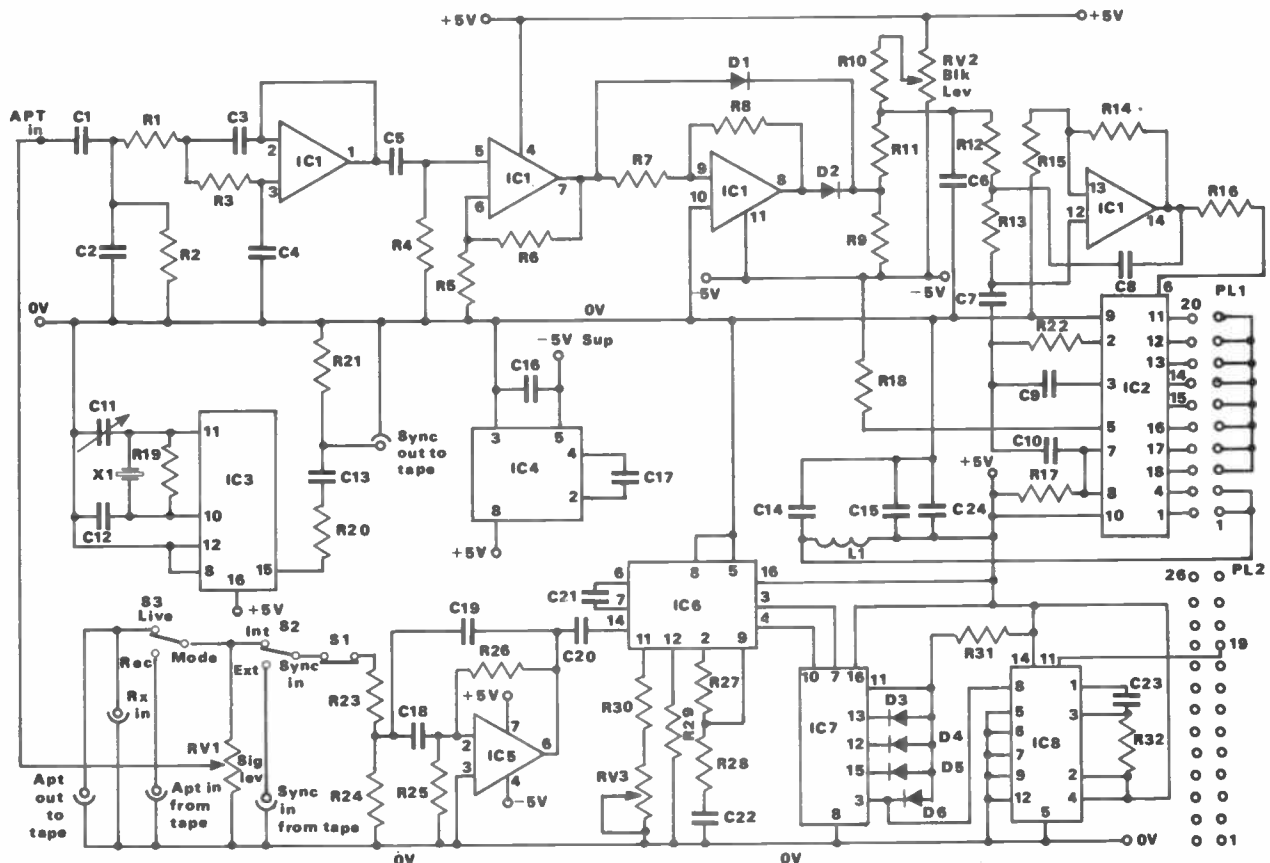 +5V
+5V
D1
R10
RV2
Blk
Lev
R14
APT
in
C1
R1
C3
2
IC1
1
3
R3
C5
5
4
IC1
7
6
R8
R7
9
IC1
8
10
11
D2
R11
R12
R15
C6
13
IC1
12
14
R16
C2
R2
C4
R4
R5
R6
R9
R13
-5V
-5V
C7
C8
6
PL1
0V
0V
20
9
11
R22
2
12
13
-5V Sup
R21
C16
R18
C9
3
IC2
14
15
C11
11
Sync
out to
tape
3
5
5
16
R19
X1
IC3
C13
IC4
4
2
C17
C10
7
17
+5V
18
R17
8
4
C12
10
R20
8
C14
C15
C24
10
1
1
12
8
15
16
+5V
+5V
L1
PL2
26
S3
Live
Int
S2
S1
C19
6
8
5
16
C21
7
IC6
3
14
4
11
12
2
9
Mode
Sync
in
Rec
Ext
C20
R26
R31
19
Rx
in
R23
+5V
R27
10
7
16
14
11
11
8
1
C23
C18
7
R30
R29
D3
13
5
3
2
IC5
6
IC7
12
D4
6
IC8
R32
RV1
Sig
lev
3
4
R28
15
D5
7
9
2
R24
R25
-5V
RV3
3
D6
12
4
Apt
out
to
tape
Apt in
from
tape
Sync
in
from tape
C22
8
5
0V
1
0V
0V